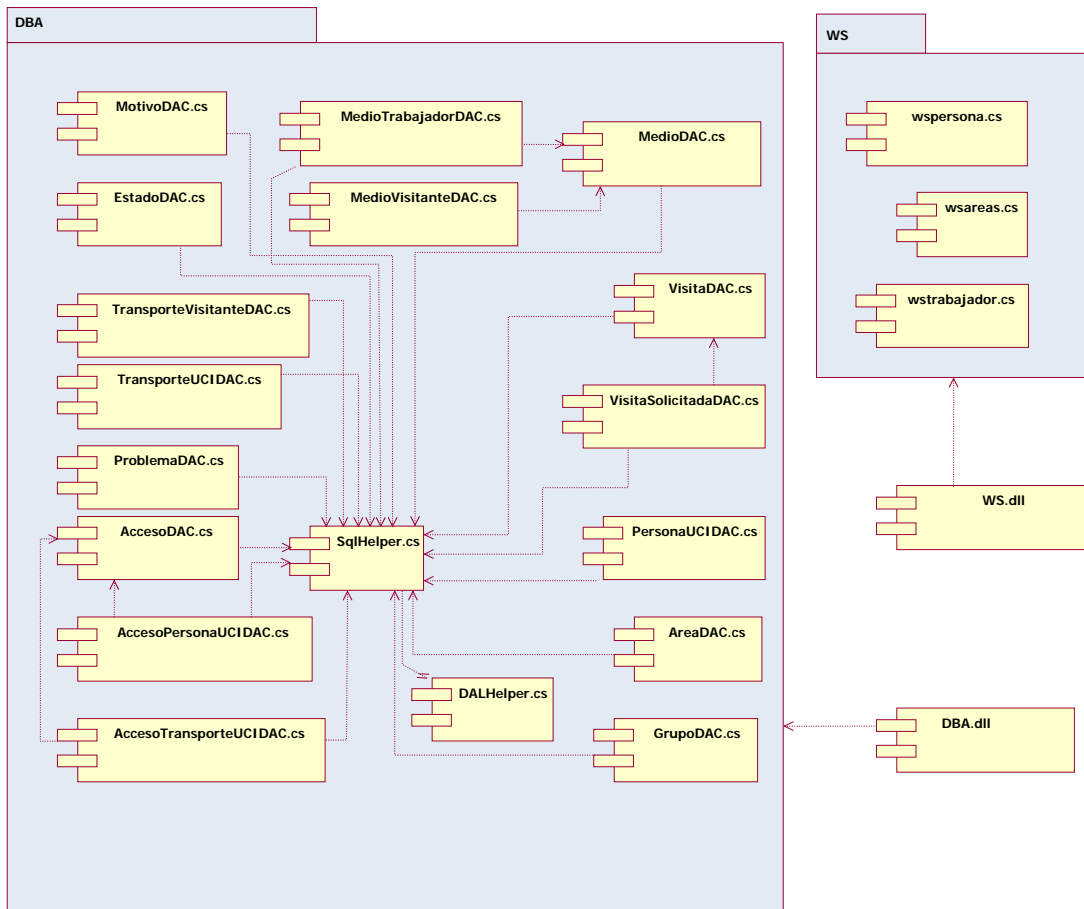 DBA
WS
MotivoDAC.cs
MedioTrabajadorDAC.cs
MedioDAC.cs
wspersona.cs
EstadoDAC.cs
MedioVisitanteDAC.cs
wsareas.cs
TransporteVisitanteDAC.cs
VisitaDAC.cs
wstrabajador.cs
TransporteUCIDAC.cs
VisitaSolicitadaDAC.cs
ProblemaDAC.cs
WS.dll
AccesoDAC.cs
SqlHelper.cs
PersonaUCIDAC.cs
AccesoPersonaUCIDAC.cs
AreaDAC.cs
DALHelper.cs
AccesoTransporteUCIDAC.cs
GrupoDAC.cs
DBA.dll